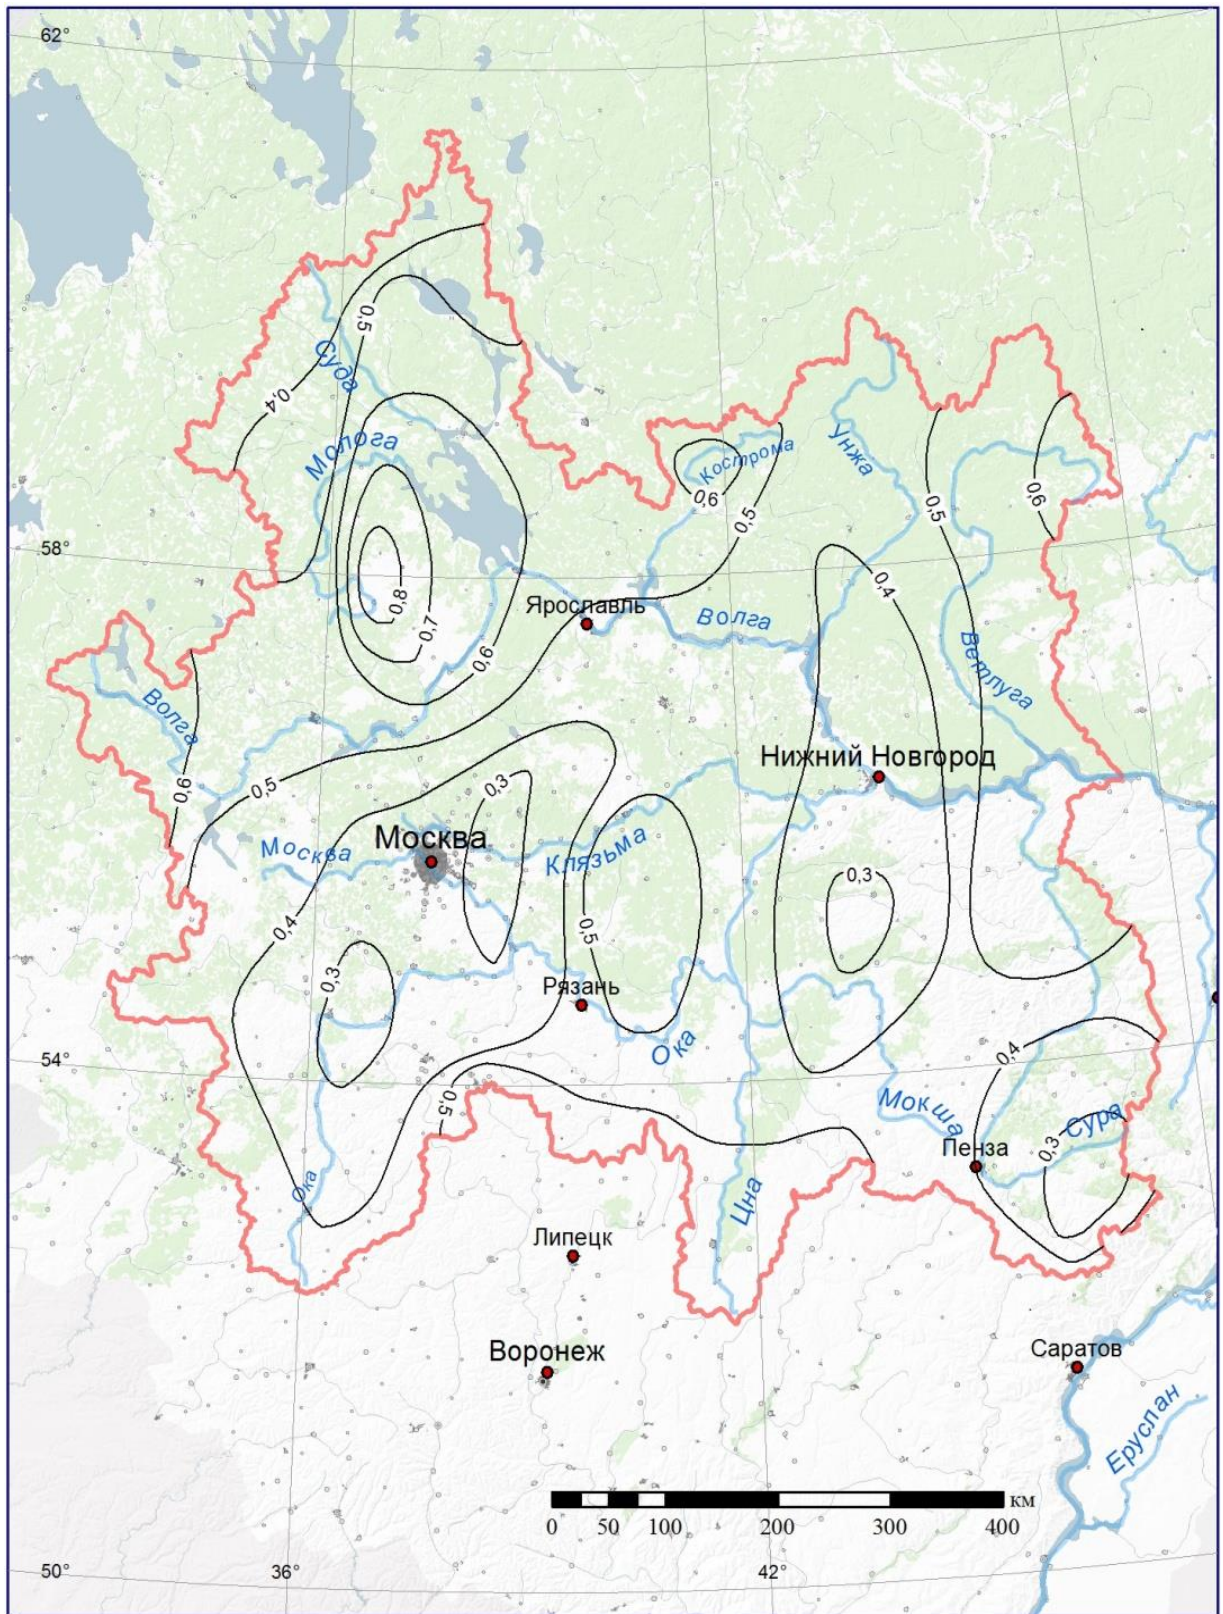 62°
0,5
Суда
0,4
Молога
Кострома
Унжа
0,6
0,5
0,5
0,6
58°
0,4
0,8
Ярославль
Волга
0,7
0,6
Ветлуга
Волга
Нижний Новгород
0,6
0,5
0,3
Москва
Москва
Клязьма
0,3
0,4
0,5
0,3
Рязань
Ока
54°
0,4
0,5
Мокша
Сура
Пенза
0,3
Ока
Цна
Липецк
Воронеж
Саратов
Еруслан
км
0 50 100 200 300 400
50°
36°
42°